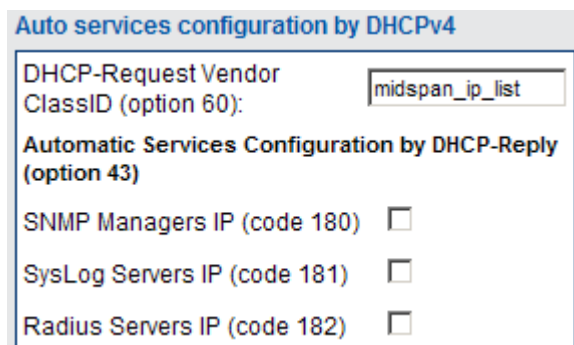 Auto services configuration by DHCPv4
DHCP-Request Vendor
ClassID (option 60):
midspan_ip_list
Automatic Services Configuration by DHCP-Reply
(option 43)
SNMP Managers IP (code 180)
SysLog Servers IP (code 181)
Radius Servers IP (code 182)